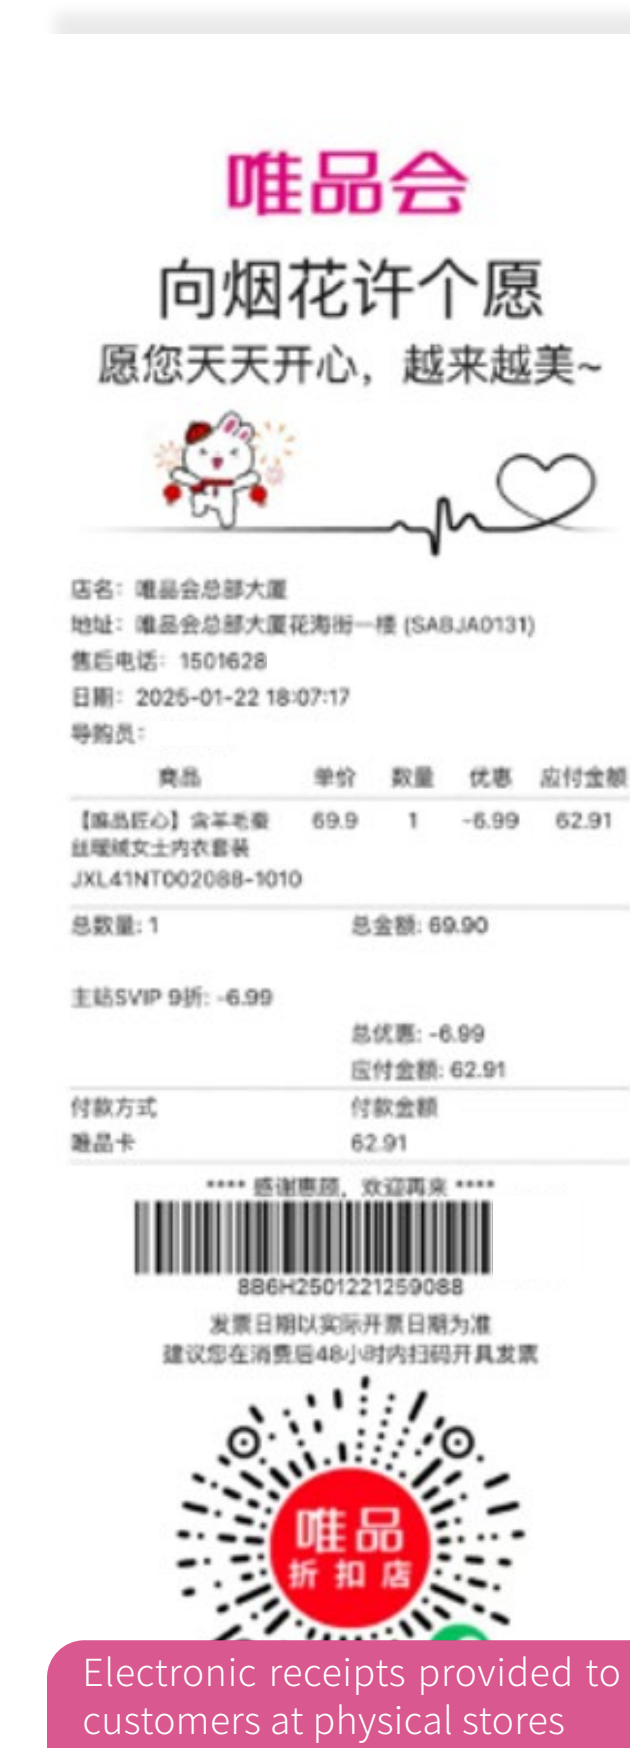 唯品会
向烟花许个愿
愿您天天开心，越来越美~
店名：唯品会总部大厦
地址：唯品会总部大厦花海街一楼 (SABJA0131)
售后电话：1501628
日期：2025-01-22 18:07:17
导购员：
商品 单价 数量 优惠 应付金额
【唯品匠心】含羊毛蚕 69.9 1 -6.99 62.91
丝暖绒女士内衣套装
JXL41NT002088-1010
总数量: 1 总金额: 69.90
主站SVIP 9折: -6.99
总优惠: -6.99
应付金额: 62.91
付款方式 付款金额
唯品卡 62.91
**** 感谢惠顾，欢迎再来 ****
8B6H2501221259088
发票日期以实际开票日期为准
建议您在消费后48小时内扫码开具发票
唯品
折扣店
Electronic receipts provided to
customers at physical stores